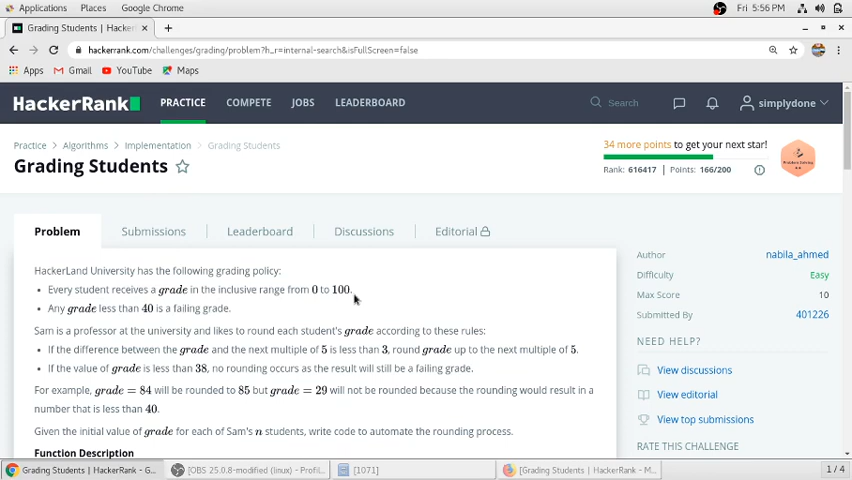 Applications Places Google Chrome Fri 5:56 PM
Grading Students | HackerRank
hackerrank.com/challenges/grading/problem?h_r=internal-search&isFullScreen=false
Apps Gmail YouTube Maps
HackerRank PRACTICE COMPETE JOBS LEADERBOARD Search simplydone
Practice > Algorithms > Implementation > Grading Students
34 more points to get your next star!
Grading Students
Rank: 616417 | Points: 166/200
Problem Solving
Problem Submissions Leaderboard Discussions Editorial
HackerLand University has the following grading policy:
• Every student receives a grade in the inclusive range from 0 to 100.
• Any grade less than 40 is a failing grade.
Sam is a professor at the university and likes to round each student's grade according to these rules:
• If the difference between the grade and the next multiple of 5 is less than 3, round grade up to the next multiple of 5.
• If the value of grade is less than 38, no rounding occurs as the result will still be a failing grade.
For example, grade = 84 will be rounded to 85 but grade = 29 will not be rounded because the rounding would result in a
number that is less than 40.
Given the initial value of grade for each of Sam's n students, write code to automate the rounding process.
Function Description
Author nabila_ahmed
Difficulty Easy
Max Score 10
Submitted By 401226
NEED HELP?
View discussions
View editorial
View top submissions
RATE THIS CHALLENGE
Grading Students | HackerRank - G... [OBS 25.0.8-modified (linux) - Profil... [1071] [Grading Students | HackerRank - M... 1 / 4